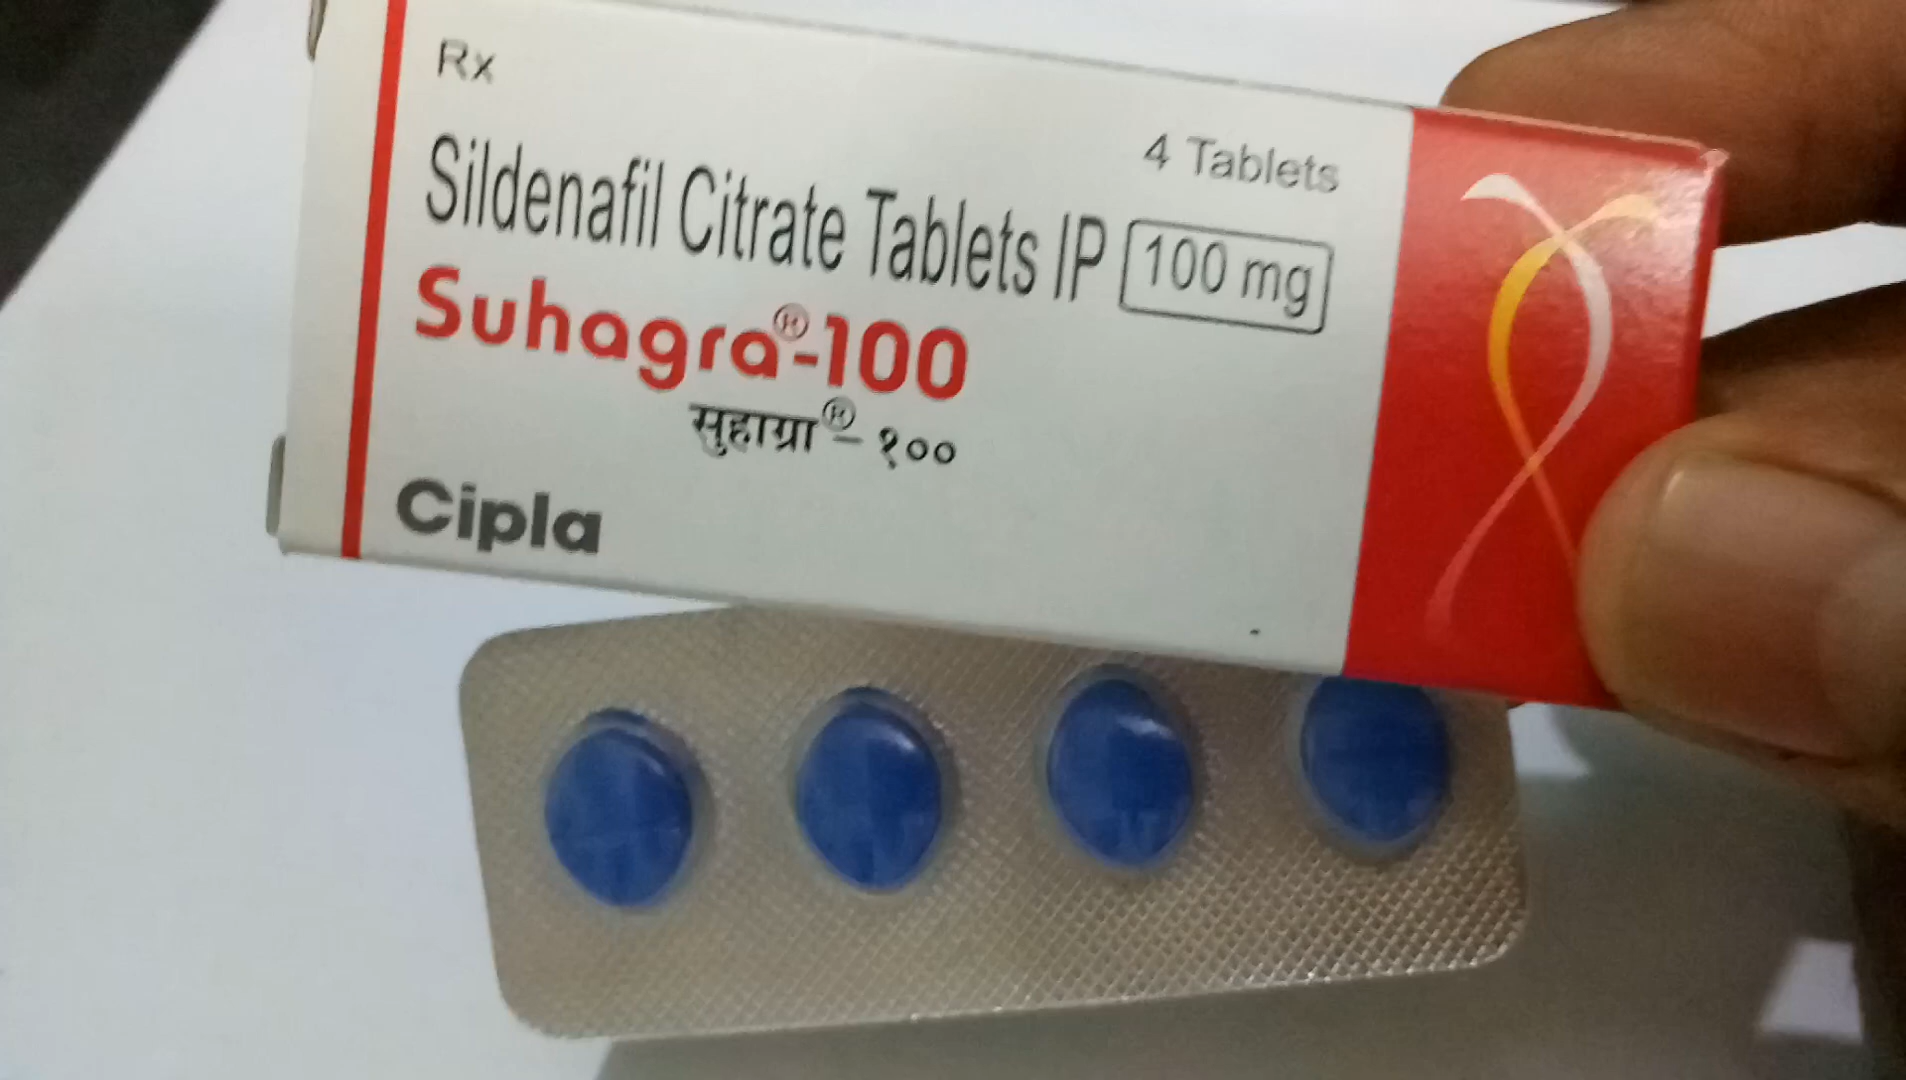 Rx
4 Tablets
Sildenafil Citrate Tablets IP 100 mg
Suhagra®-100
सुहाग्रा®-१००
Cipla